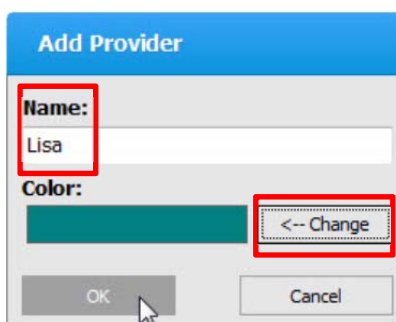 Add Provider
Name:
Lisa
Color:
<-- Change
OK Cancel